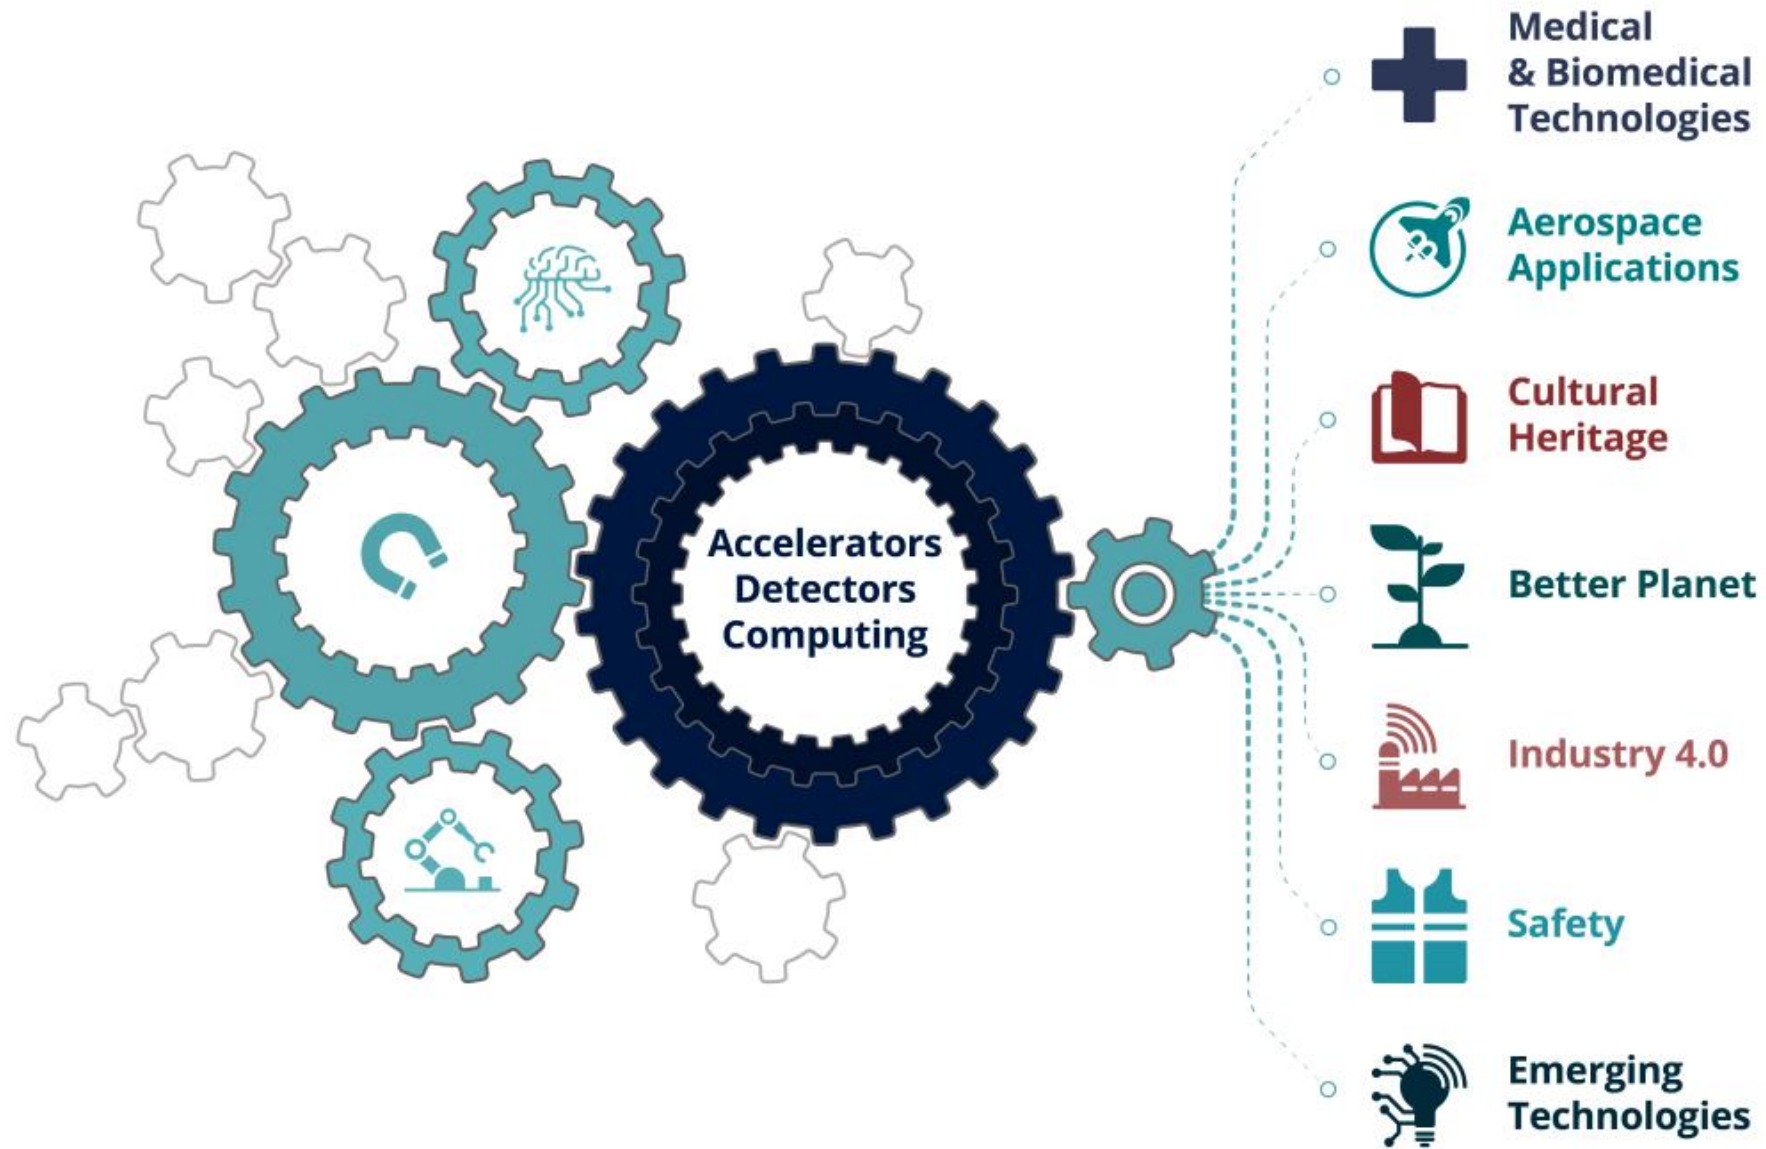 Accelerators
Detectors
Computing
Medical
& Biomedical
Technologies
Aerospace
Applications
Cultural
Heritage
Better Planet
Industry 4.0
Safety
Emerging
Technologies